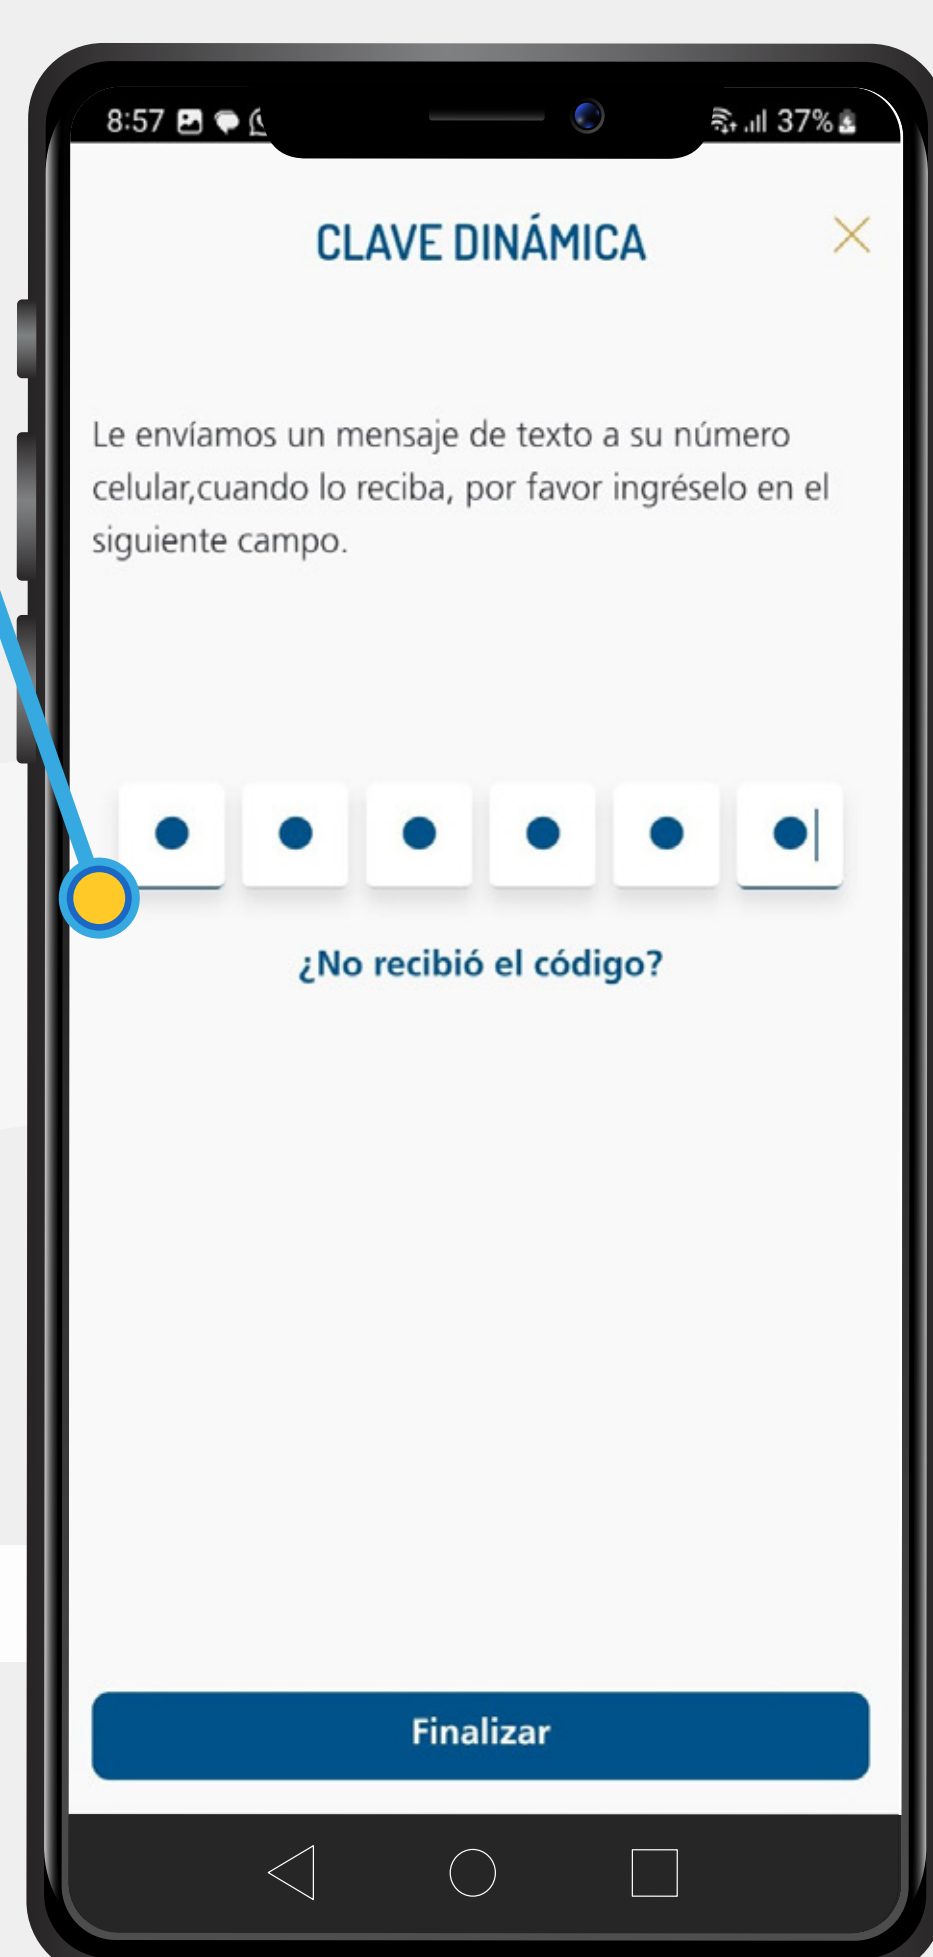 8:57 37%
CLAVE DINÁMICA
Le envíamos un mensaje de texto a su número
celular,cuando lo reciba, por favor ingréselo en el
siguiente campo.
¿No recibió el código?
Finalizar